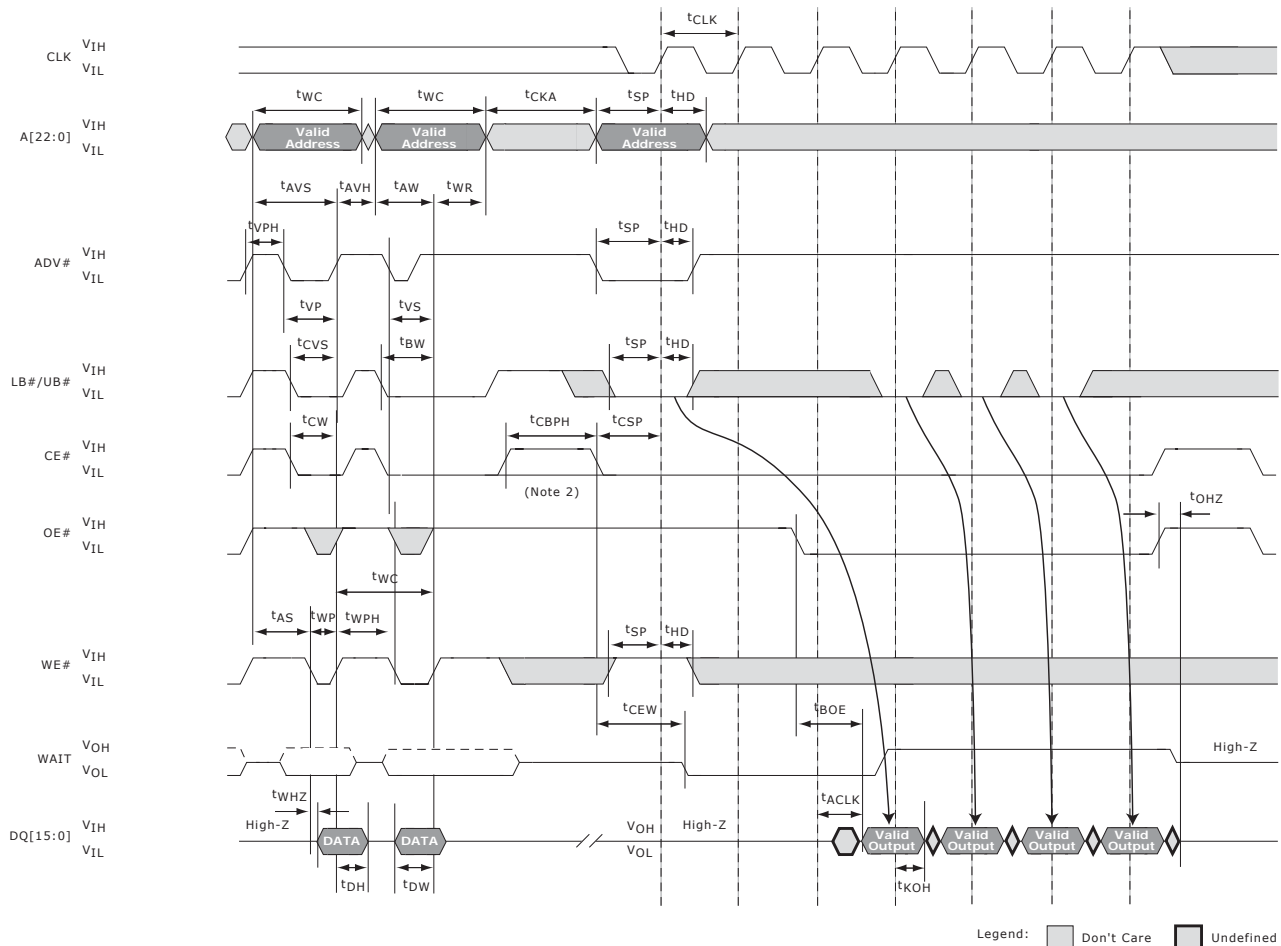 tCLK
CLK VIH
VIL
tWC tWC tCKA tSP tHD
A[22:0] VIH
VIL
Valid Address Valid Address Valid Address
tAVS tAVH tAW tWR
tVPH tSP tHD
ADV# VIH
VIL
tVP tVS
tCVS tBW tSP tHD
LB#/UB# VIH
VIL
tCW tCBPH tCSP
CE# VIH
VIL
(Note 2)
tOHZ
OE# VIH
VIL
tWC
tAS tWP tWPH tSP tHD
WE# VIH
VIL
tCEW tBOE
WAIT VOH
VOL
High-Z
tWHZ tACLK
DQ[15:0] VIH
VIL
High-Z DATA DATA VOH
VOL
High-Z Valid Output Valid Output Valid Output Valid Output
tDH tDW tKOH
Legend: Don't Care Undefined